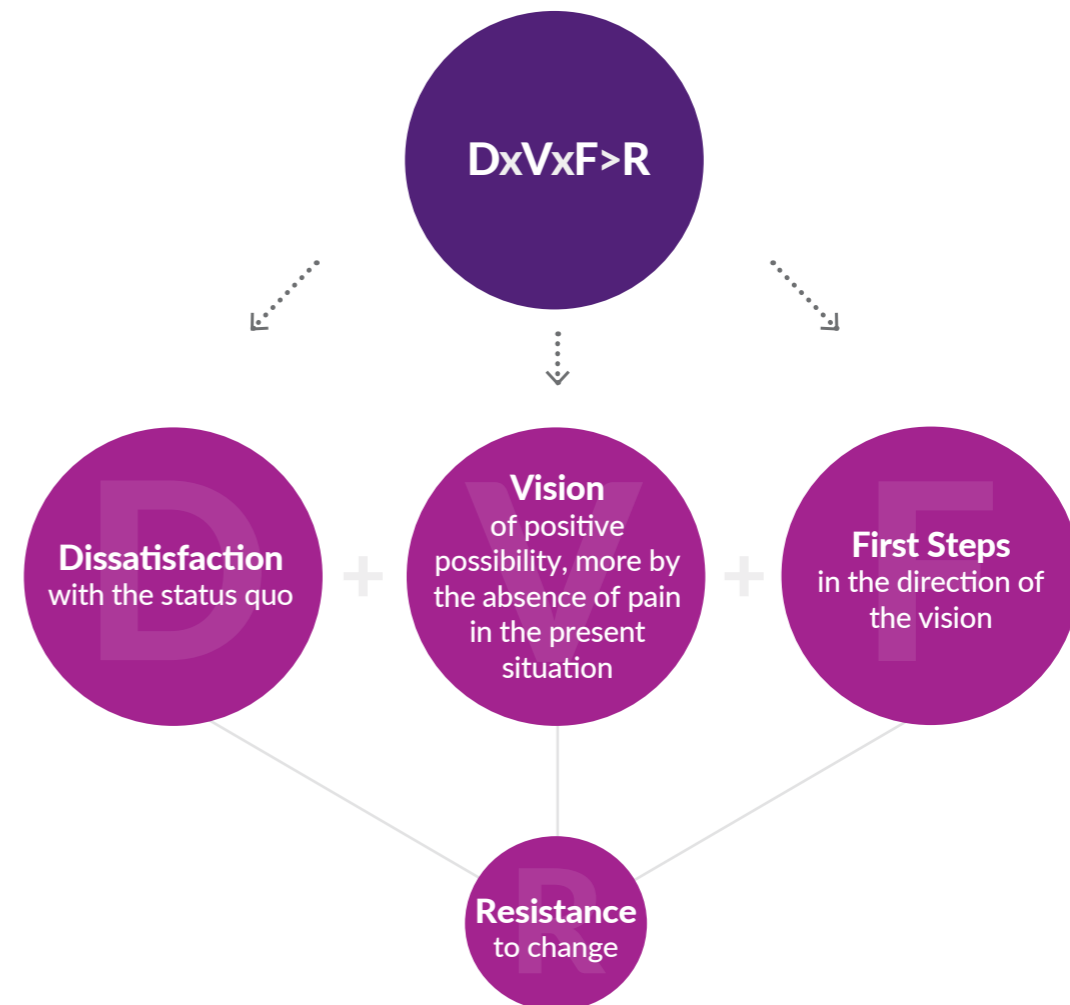 DxVxF>R
D
Dissatisfaction
with the status quo
+
V
Vision
of positive
possibility, more by
the absence of pain
in the present
situation
+
F
First Steps
in the direction of
the vision
R
Resistance
to change